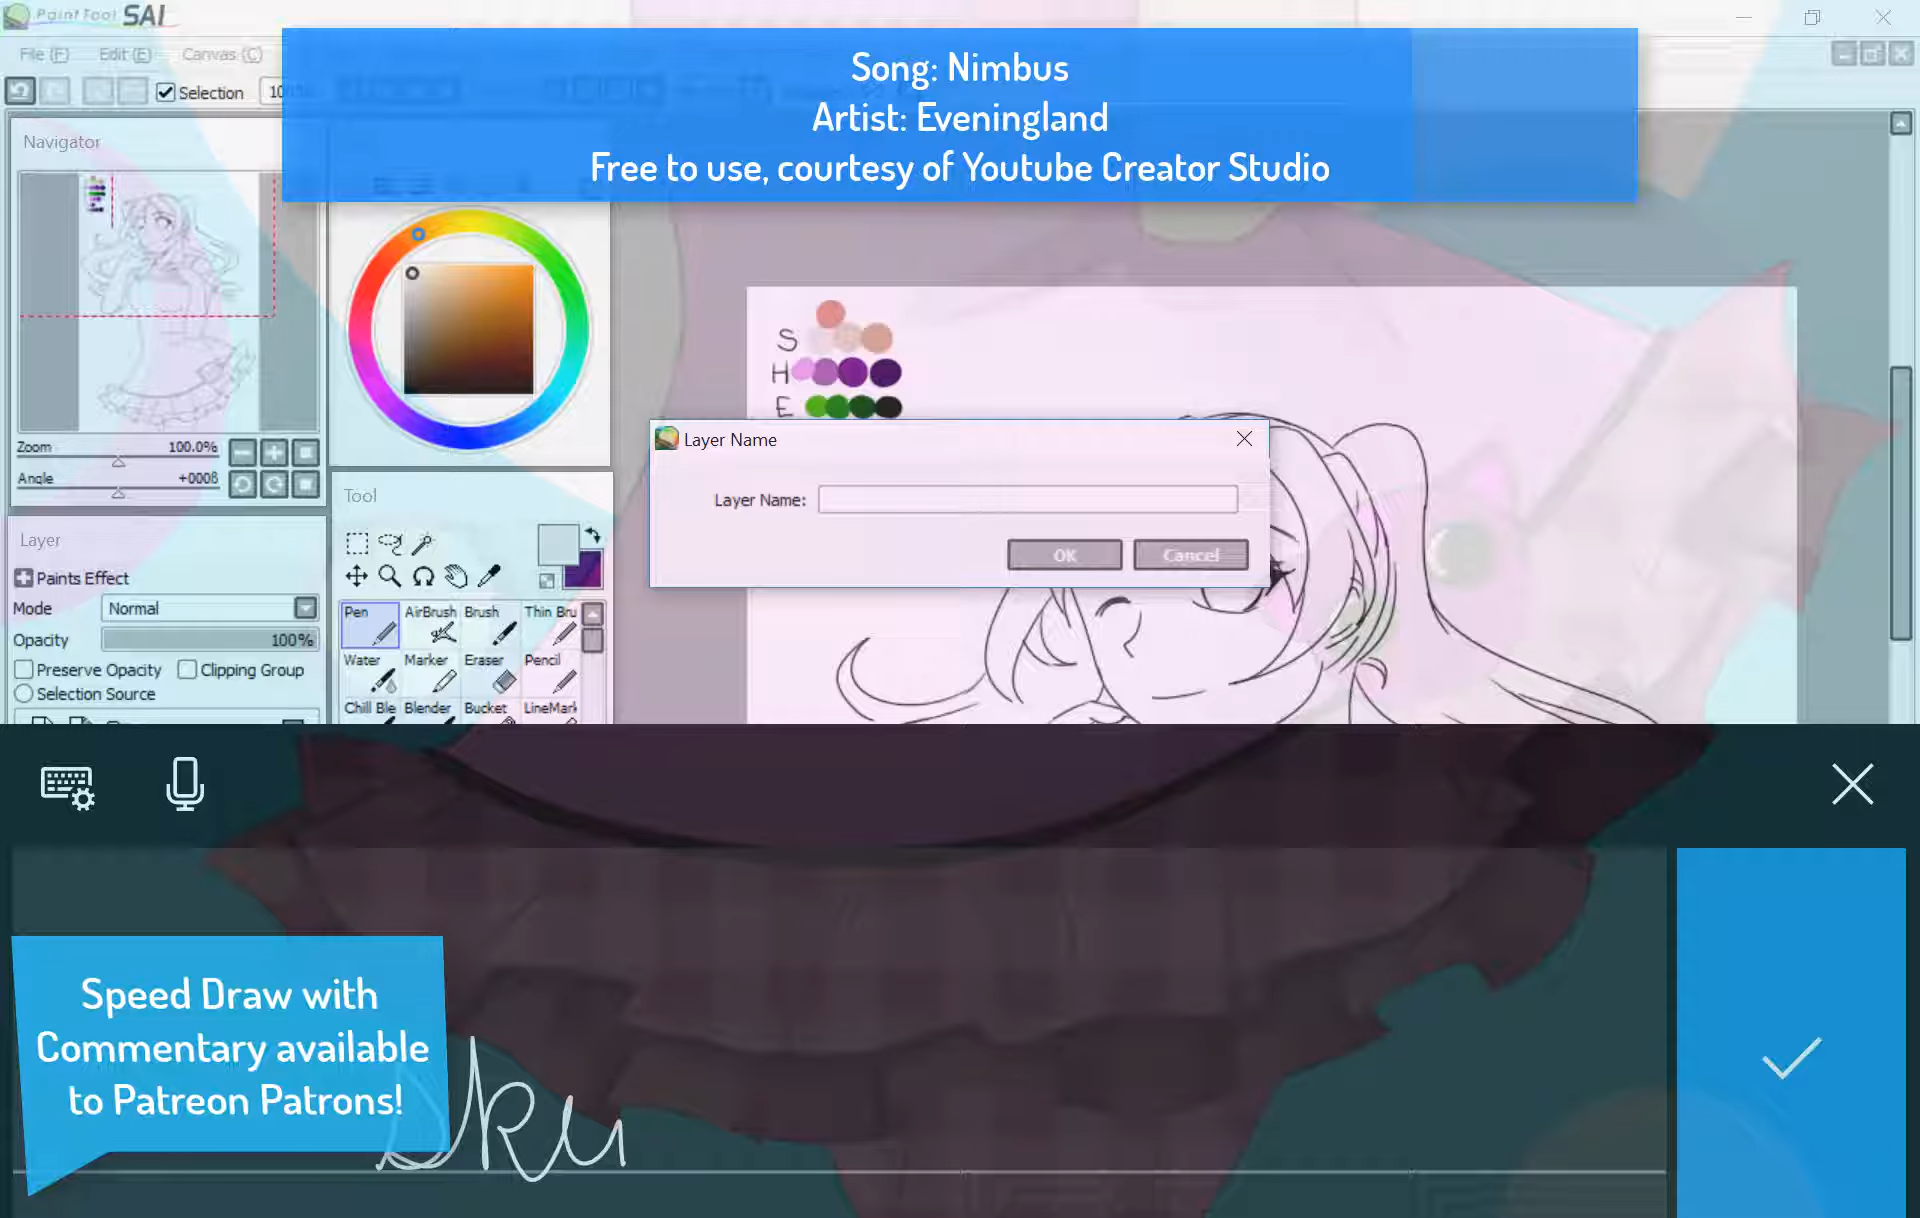 PaintTool SAI
File (F) Edit (E) Canvas (C)
Song: Nimbus
Artist: Eveningland
Free to use, courtesy of Youtube Creator Studio
Selection
Navigator
Zoom 100.0%
Angle
Layer
Paints Effect
Mode Normal
Opacity 100%
Preserve Opacity Clipping Group
Selection Source
Tool
Pen AirBrush Brush Thin Bru
Water Marker Eraser Pencil
Chill Ble Blender Bucket LineMark
S
H
E
Layer Name
Layer Name:
OK Cancel
Speed Draw with
Commentary available
to Patreon Patrons!